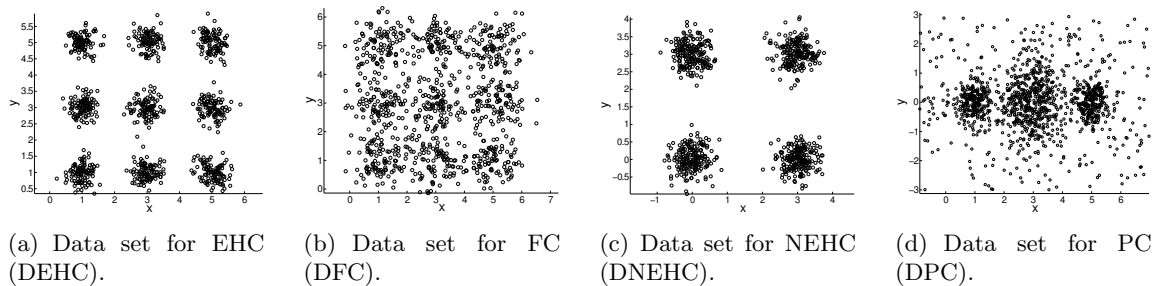 5.5
5
4.5
4
3.5
3
2.5
2
1.5
1
0.5
y
0 1 2 3 4 5 6
x
6
5
4
3
2
1
0
y
0 1 2 3 4 5 6 7
x
4
3.5
3
2.5
2
1.5
1
0.5
0
−0.5
y
−1 0 1 2 3 4
x
3
2
1
0
−1
−2
−3
y
0 1 2 3 4 5 6
x
(a) Data set for EHC
(DEHC).
(b) Data set for FC
(DFC).
(c) Data set for NEHC
(DNEHC).
(d) Data set for PC
(DPC).